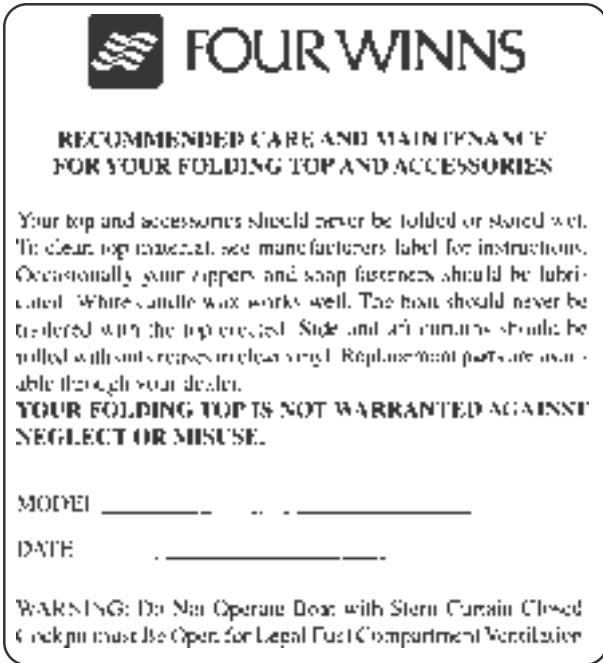 FOUR WINNS
RECOMMENDED CARE AND MAINTENANCE
FOR YOUR FOLDING TOP AND ACCESSORIES
Your top and accessories should never be folded or stored wet.
To clean top material, see manufacturers label for instructions.
Occasionally your zippers and snap fasteners should be lubri-
cated. White candle wax works well. The boat should never be
trailered with the top erected. Side and aft curtains should be
rolled without creases in clear vinyl. Replacement parts are avail-
able through your dealer.
YOUR FOLDING TOP IS NOT WARRANTED AGAINST
NEGLECT OR MISUSE.
MODEL
DATE
WARNING: Do Not Operate Boat with Stern Curtain Closed
Cockpit must Be Open for Legal Fuel Compartment Ventilation